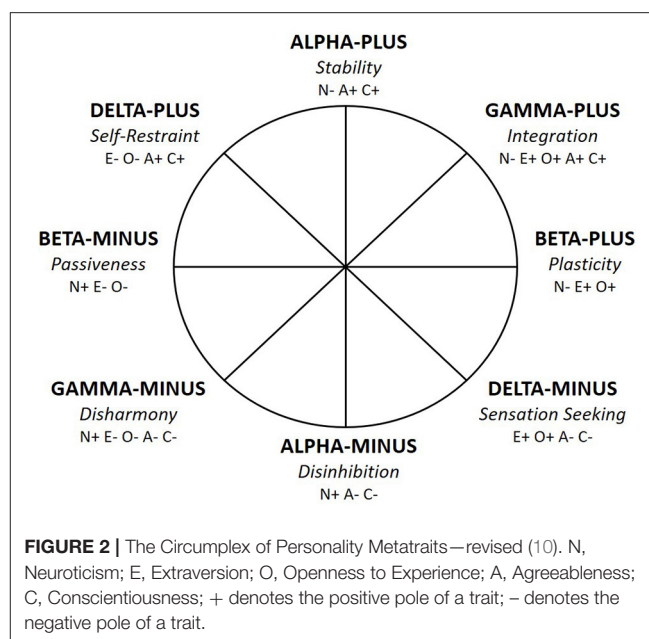 ALPHA-PLUS
Stability
N- A+ C+
DELTA-PLUS
Self-Restraint
E- O- A+ C+
GAMMA-PLUS
Integration
N- E+ O+ A+ C+
BETA-MINUS
Passiveness
N+ E- O-
BETA-PLUS
Plasticity
N- E+ O+
GAMMA-MINUS
Disharmony
N+ E- O- A- C-
DELTA-MINUS
Sensation Seeking
E+ O+ A- C-
ALPHA-MINUS
Disinhibition
N+ A- C-
FIGURE 2 | The Circumplex of Personality Metatraits—revised (10). N,
Neuroticism; E, Extraversion; O, Openness to Experience; A, Agreeableness;
C, Conscientiousness; + denotes the positive pole of a trait; – denotes the
negative pole of a trait.